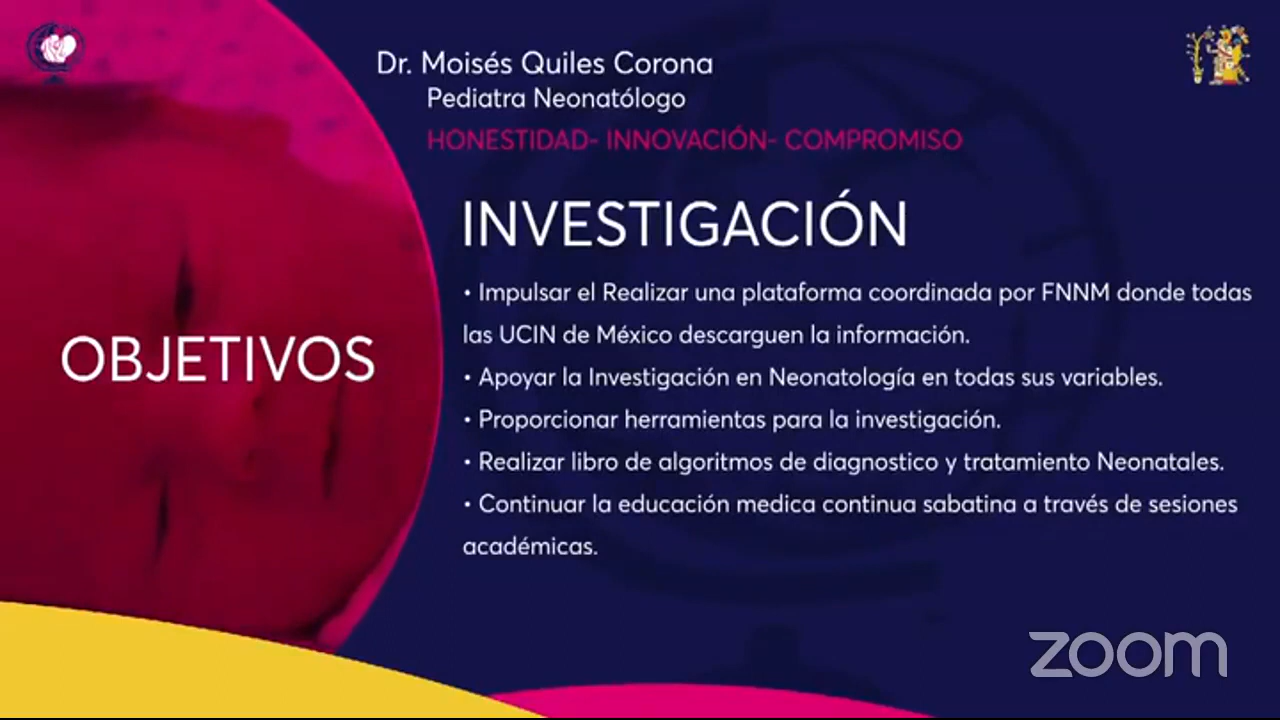 Dr. Moisés Quiles Corona
Pediatra Neonatólogo
HONESTIDAD- INNOVACIÓN- COMPROMISO
INVESTIGACIÓN
OBJETIVOS
• Impulsar el Realizar una plataforma coordinada por FNNM donde todas
las UCIN de México descarguen la información.
• Apoyar la Investigación en Neonatología en todas sus variables.
• Proporcionar herramientas para la investigación.
• Realizar libro de algoritmos de diagnostico y tratamiento Neonatales.
• Continuar la educación medica continua sabatina a través de sesiones
académicas.
zoom